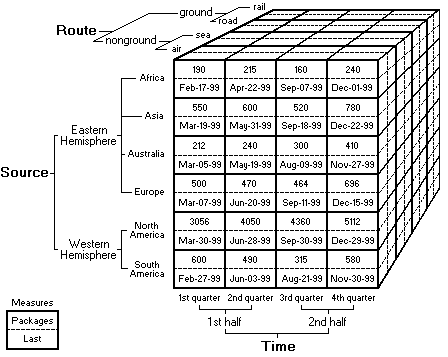 ground
rail
road
Route
nonground
sea
air
190 215 160 240
Africa
Feb-17-99 Apr-22-99 Sep-07-99 Dec-01-99
550 600 520 780
Asia
Mar-19-99 May-31-99 Sep-18-99 Dec-22-99
Eastern
Hemisphere
212 240 300 410
Australia
Mar-05-99 May-19-99 Aug-09-99 Nov-27-99
Source
500 470 464 696
Europe
Mar-07-99 Jun-20-99 Sep-11-99 Dec-15-99
3056 4050 4360 5112
North
America
Mar-30-99 Jun-28-99 Sep-30-99 Dec-29-99
Western
Hemisphere
600 490 315 580
South
America
Feb-27-99 Jun-03-99 Aug-21-99 Nov-30-99
1st quarter 2nd quarter 3rd quarter 4th quarter
1st half 2nd half
Time
Measures
Packages
Last